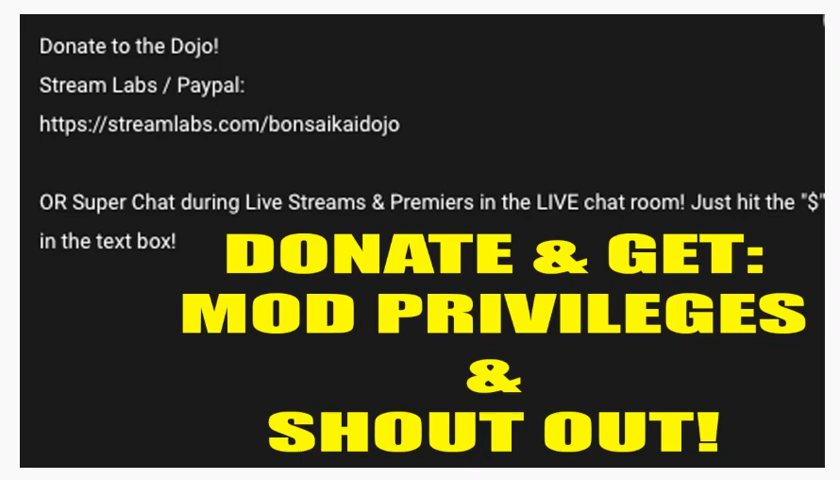 Donate to the Dojo!
Stream Labs / Paypal:
https://streamlabs.com/bonsaikaidojo
OR Super Chat during Live Streams & Premiers in the LIVE chat room! Just hit the "$"
in the text box!
DONATE & GET:
MOD PRIVILEGES
&
SHOUT OUT!